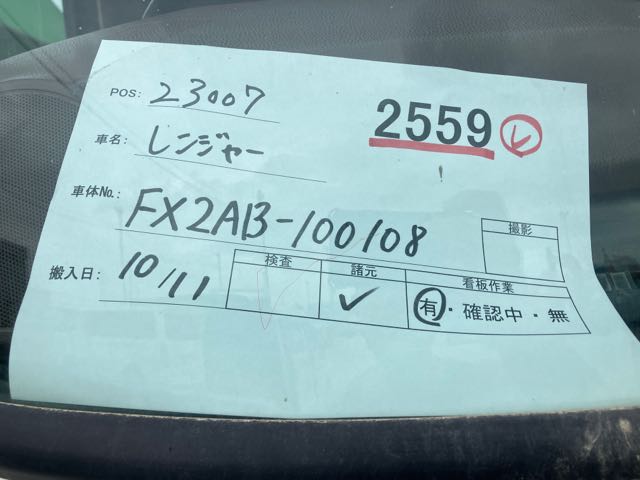 POS: 23007
2559 レ
車名: レンジャー
車体No.: FX2AB-100108
撮影
搬入日: 10/11
検査 諸元 看板作業
✓ 有・確認中・無